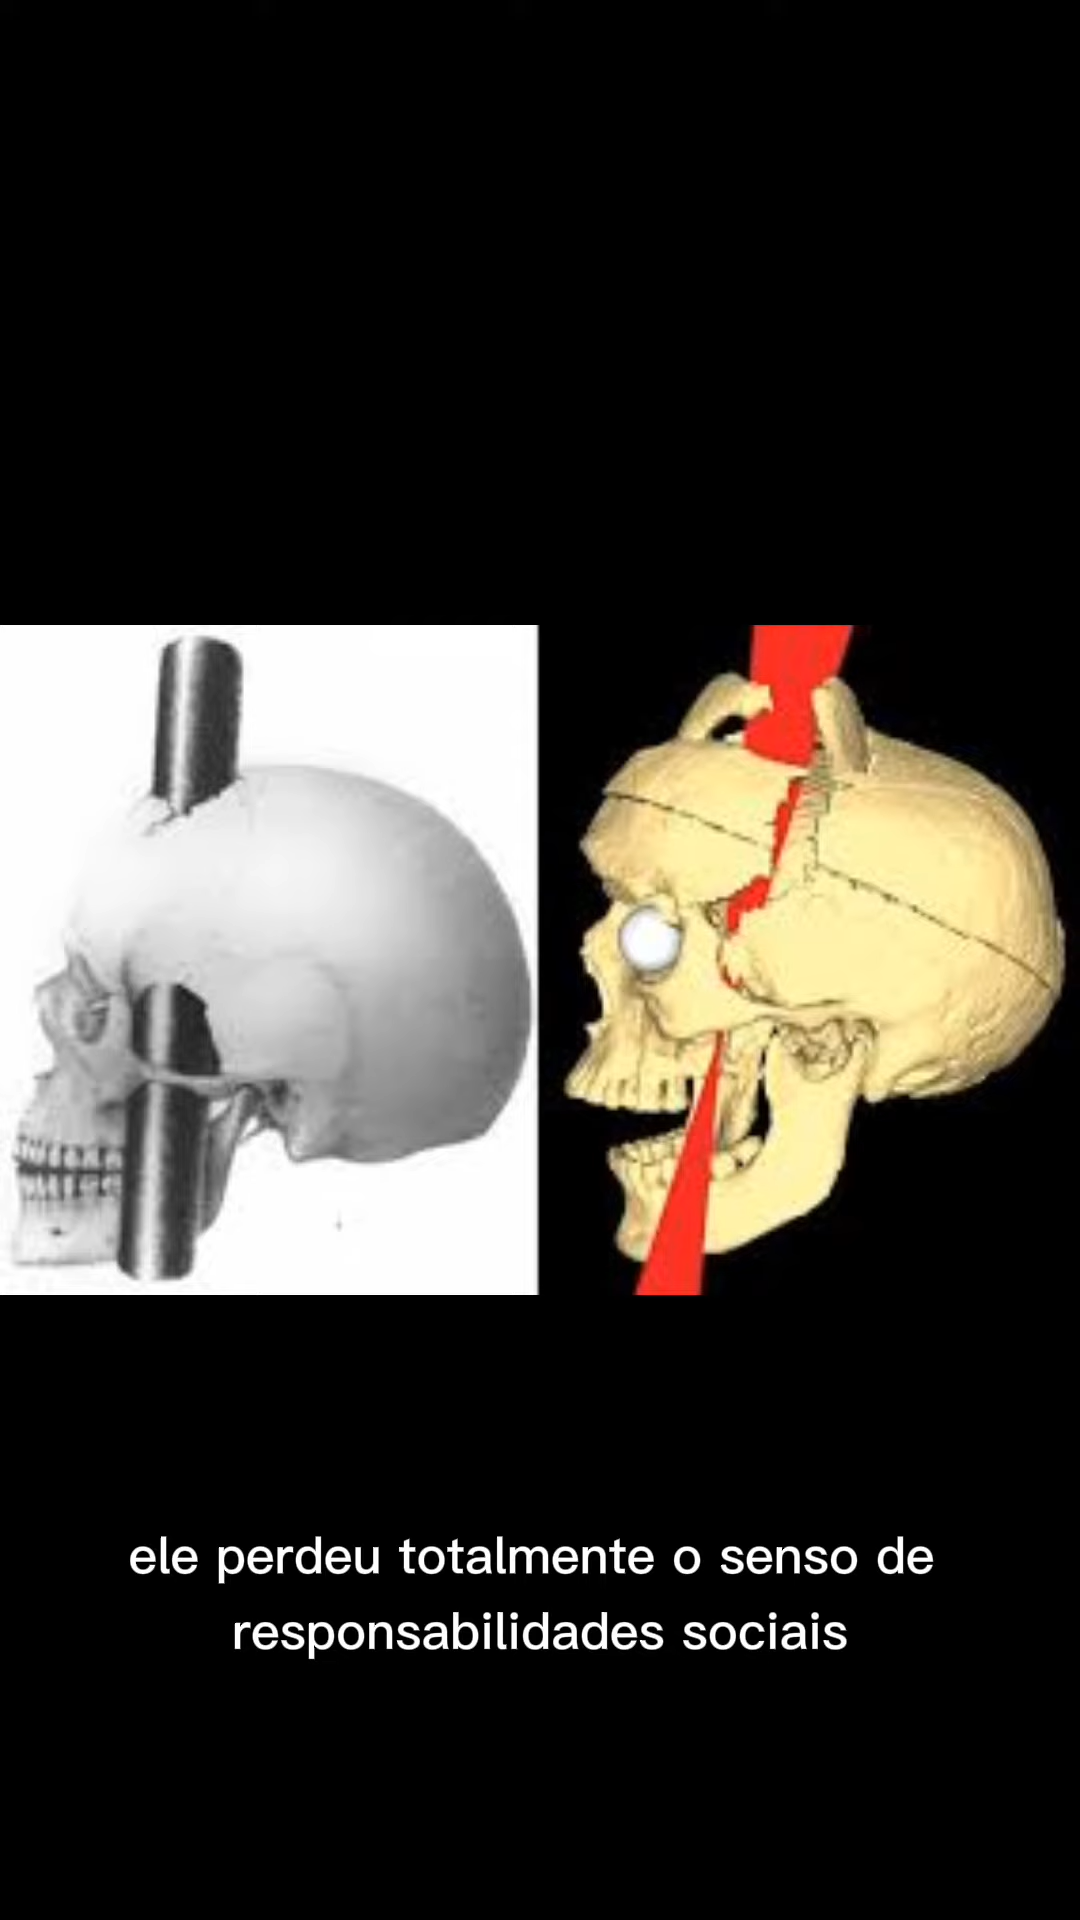 ele perdeu totalmente o senso de
responsabilidades sociais